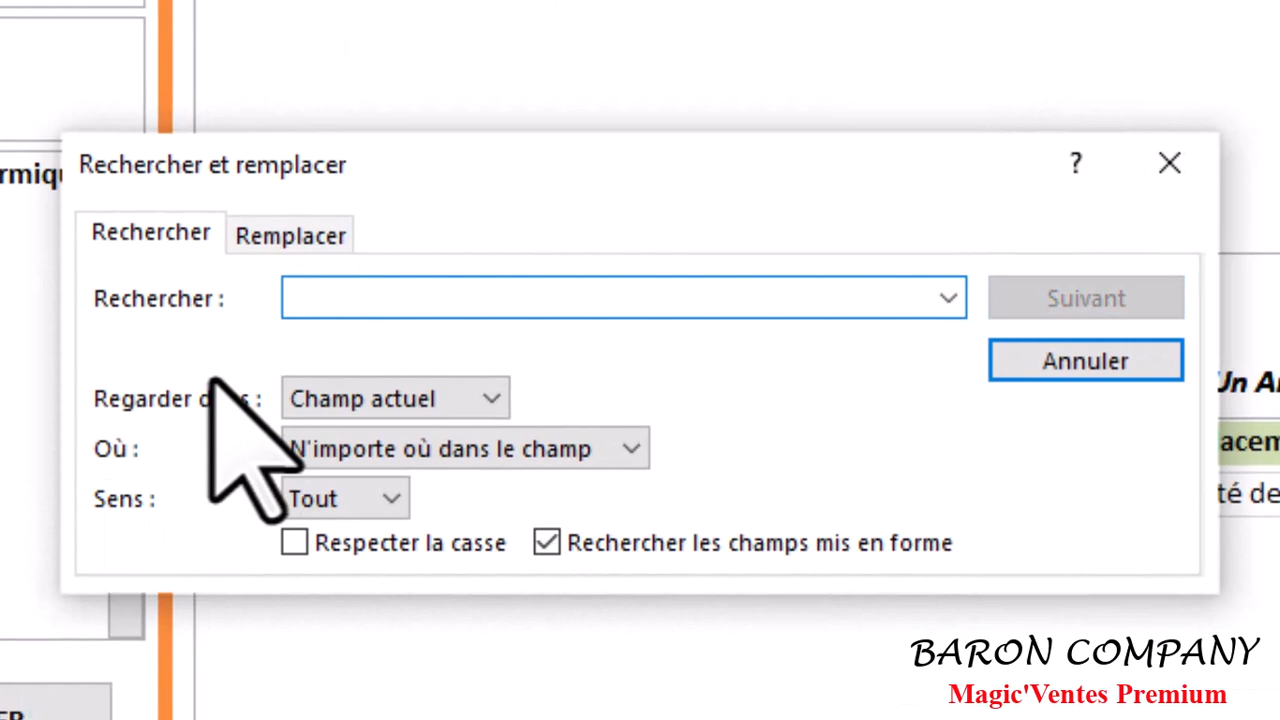 Rechercher et remplacer ?
Rechercher Remplacer
Rechercher : Suivant
Annuler
Regarder : Champ actuel
Où : N'importe où dans le champ
Sens : Tout
Respecter la casse Rechercher les champs mis en forme
BARON COMPANY
Magic'Ventes Premium